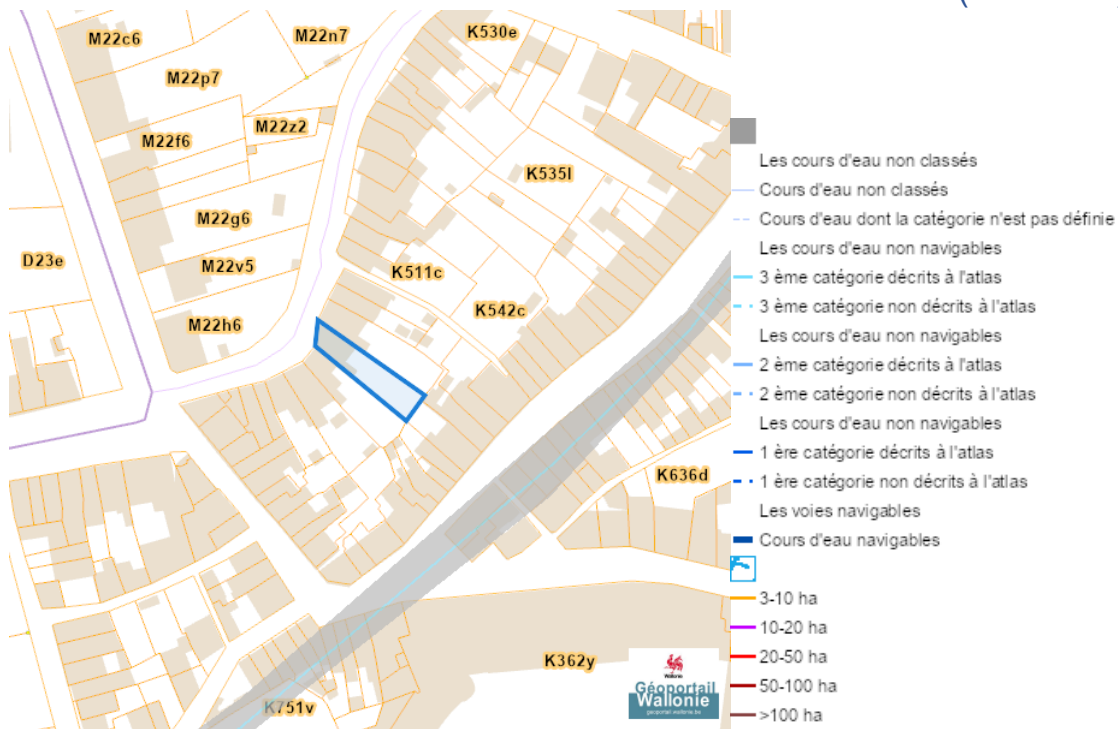 (
M22c6
M22n7
K530e
M22p7
M22z2
M22f6
K535l
M22g6
D23e
M22v5
K511c
K542c
M22h6
K636d
K362y
K751v
Wallonie
Géoportail
Wallonie
geoportail.wallonie.be
Les cours d'eau non classés
Cours d'eau non classés
Cours d'eau dont la catégorie n'est pas définie
Les cours d'eau non navigables
3 ème catégorie décrits à l'atlas
3 ème catégorie non décrits à l'atlas
Les cours d'eau non navigables
2 ème catégorie décrits à l'atlas
2 ème catégorie non décrits à l'atlas
Les cours d'eau non navigables
1 ère catégorie décrits à l'atlas
1 ère catégorie non décrits à l'atlas
Les voies navigables
Cours d'eau navigables
3-10 ha
10-20 ha
20-50 ha
50-100 ha
>100 ha